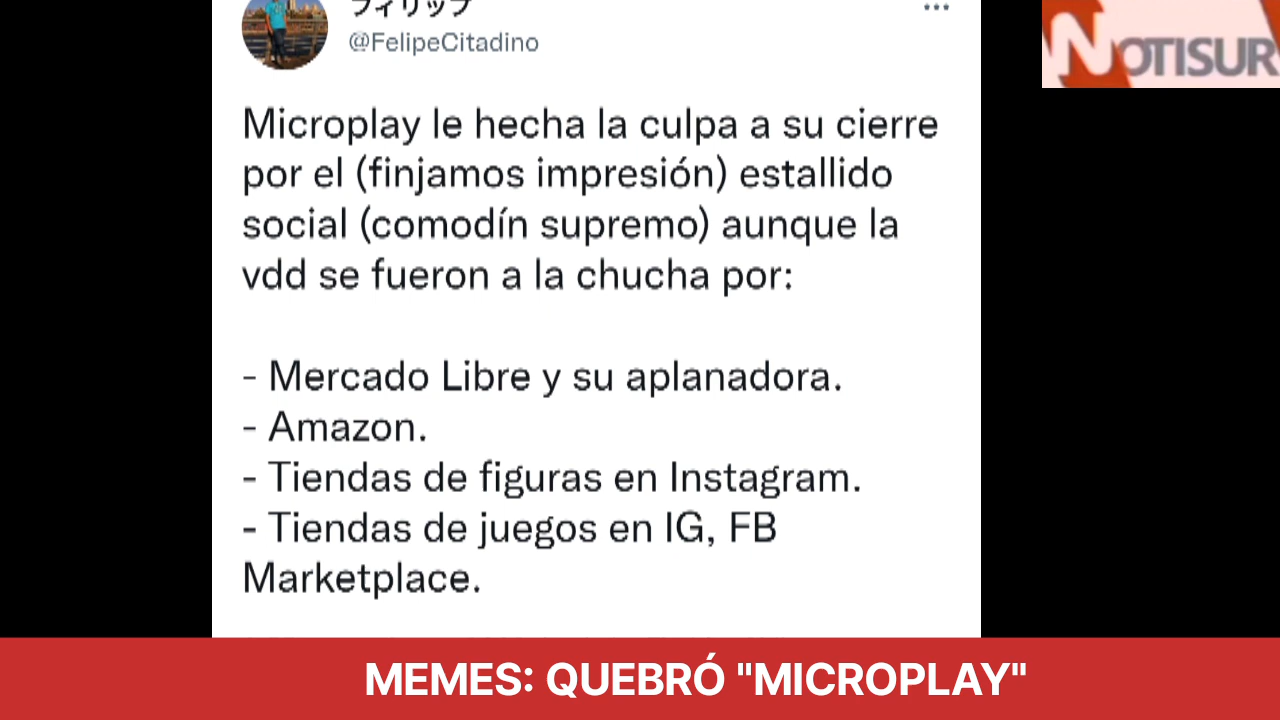 フィリップ
@FelipeCitadino
NOTISUR
Microplay le hecha la culpa a su cierre
por el (finjamos impresión) estallido
social (comodín supremo) aunque la
vdd se fueron a la chucha por:
- Mercado Libre y su aplanadora.
- Amazon.
- Tiendas de figuras en Instagram.
- Tiendas de juegos en IG, FB
Marketplace.
MEMES: QUEBRÓ "MICROPLAY"